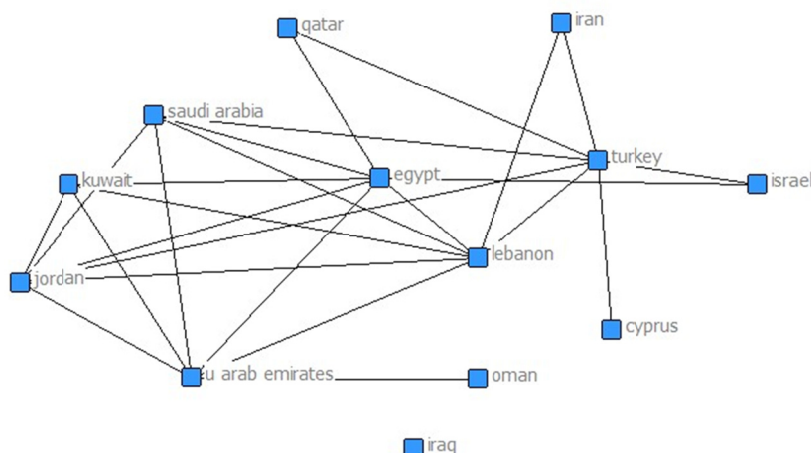 qatar
iran
saudi arabia
turkey
kuwait
egypt
israel
lebanon
jordan
cyprus
u arab emirates
oman
iraq